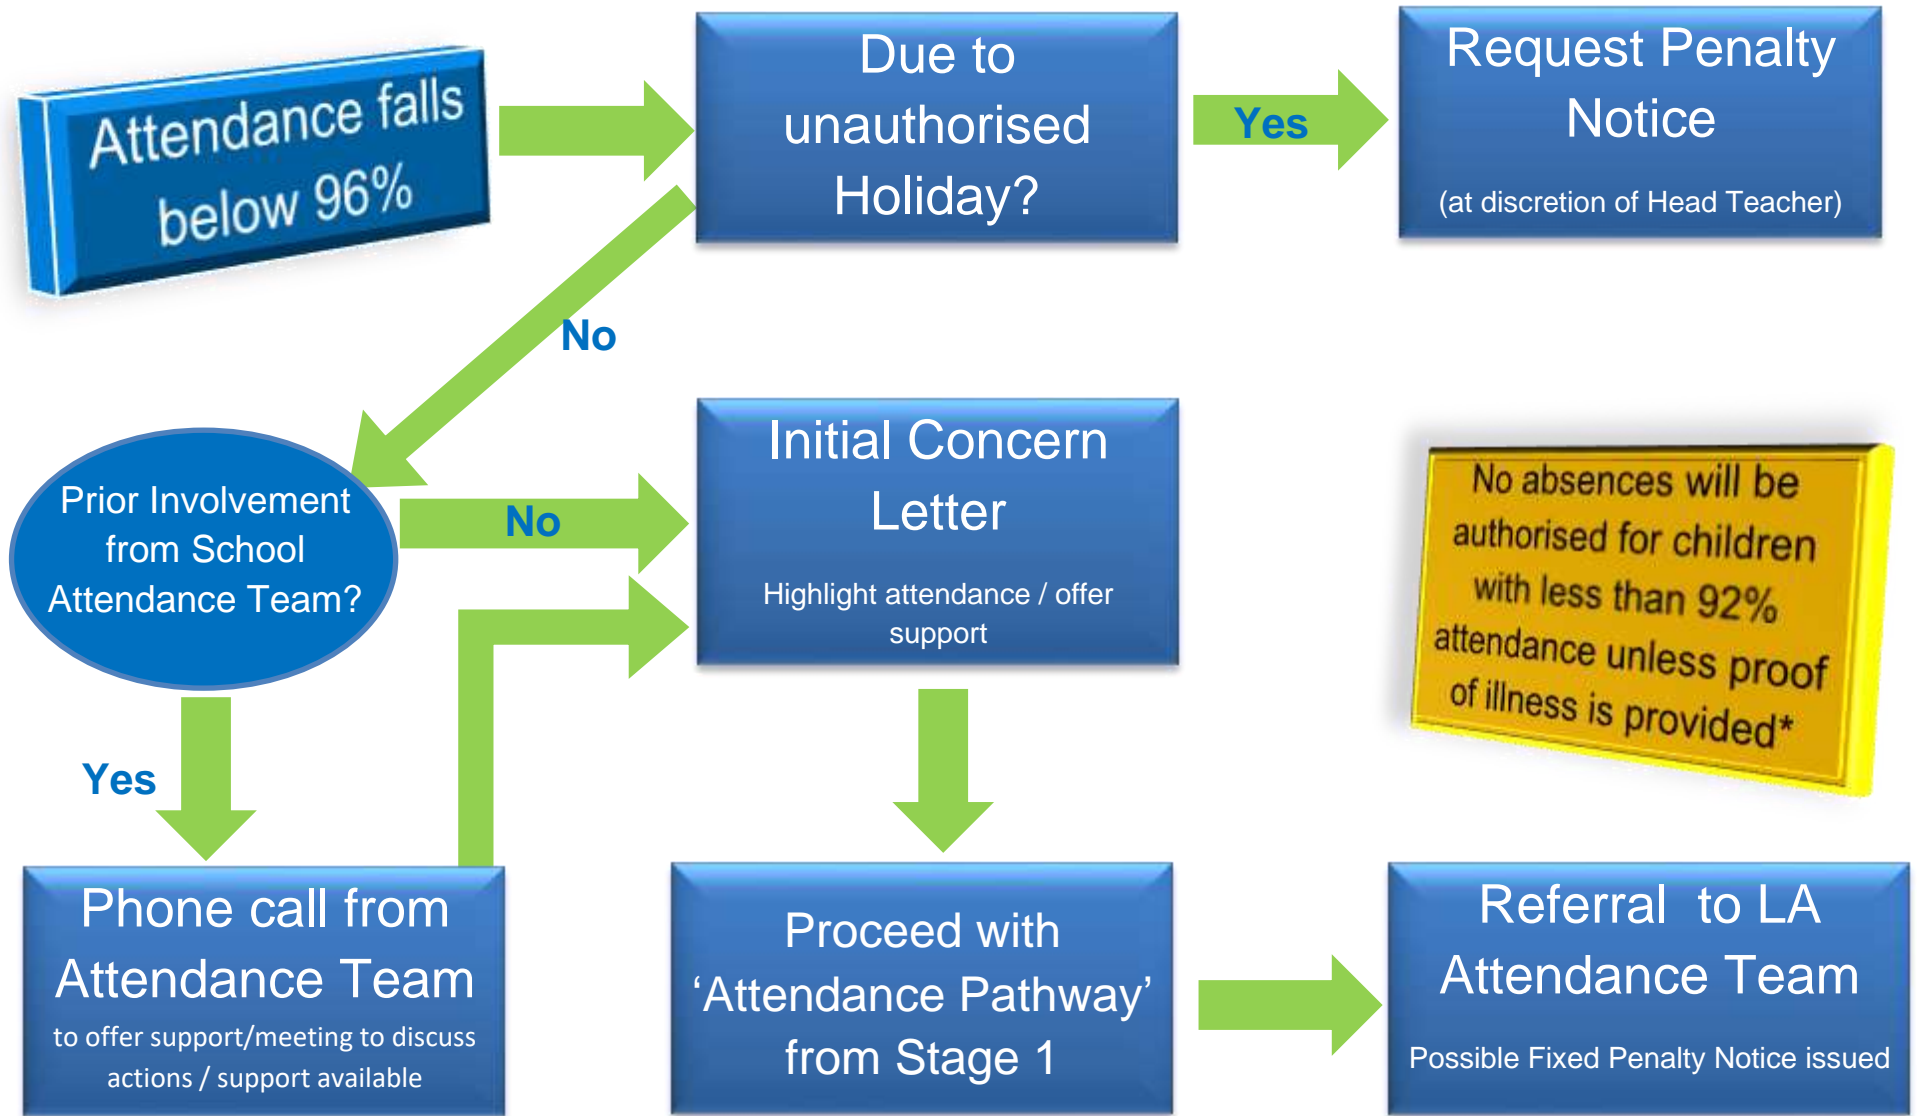 Attendance falls
below 96%
Due to
unauthorised
Holiday?
Yes
Request Penalty
Notice
(at discretion of Head Teacher)
No
Prior Involvement
from School
Attendance Team?
No
Initial Concern
Letter
Highlight attendance / offer
support
No absences will be
authorised for children
with less than 92%
attendance unless proof
of illness is provided*
Yes
Phone call from
Attendance Team
to offer support/meeting to discuss
actions / support available
Proceed with
‘Attendance Pathway’
from Stage 1
Referral  to LA
Attendance Team
Possible Fixed Penalty Notice issued